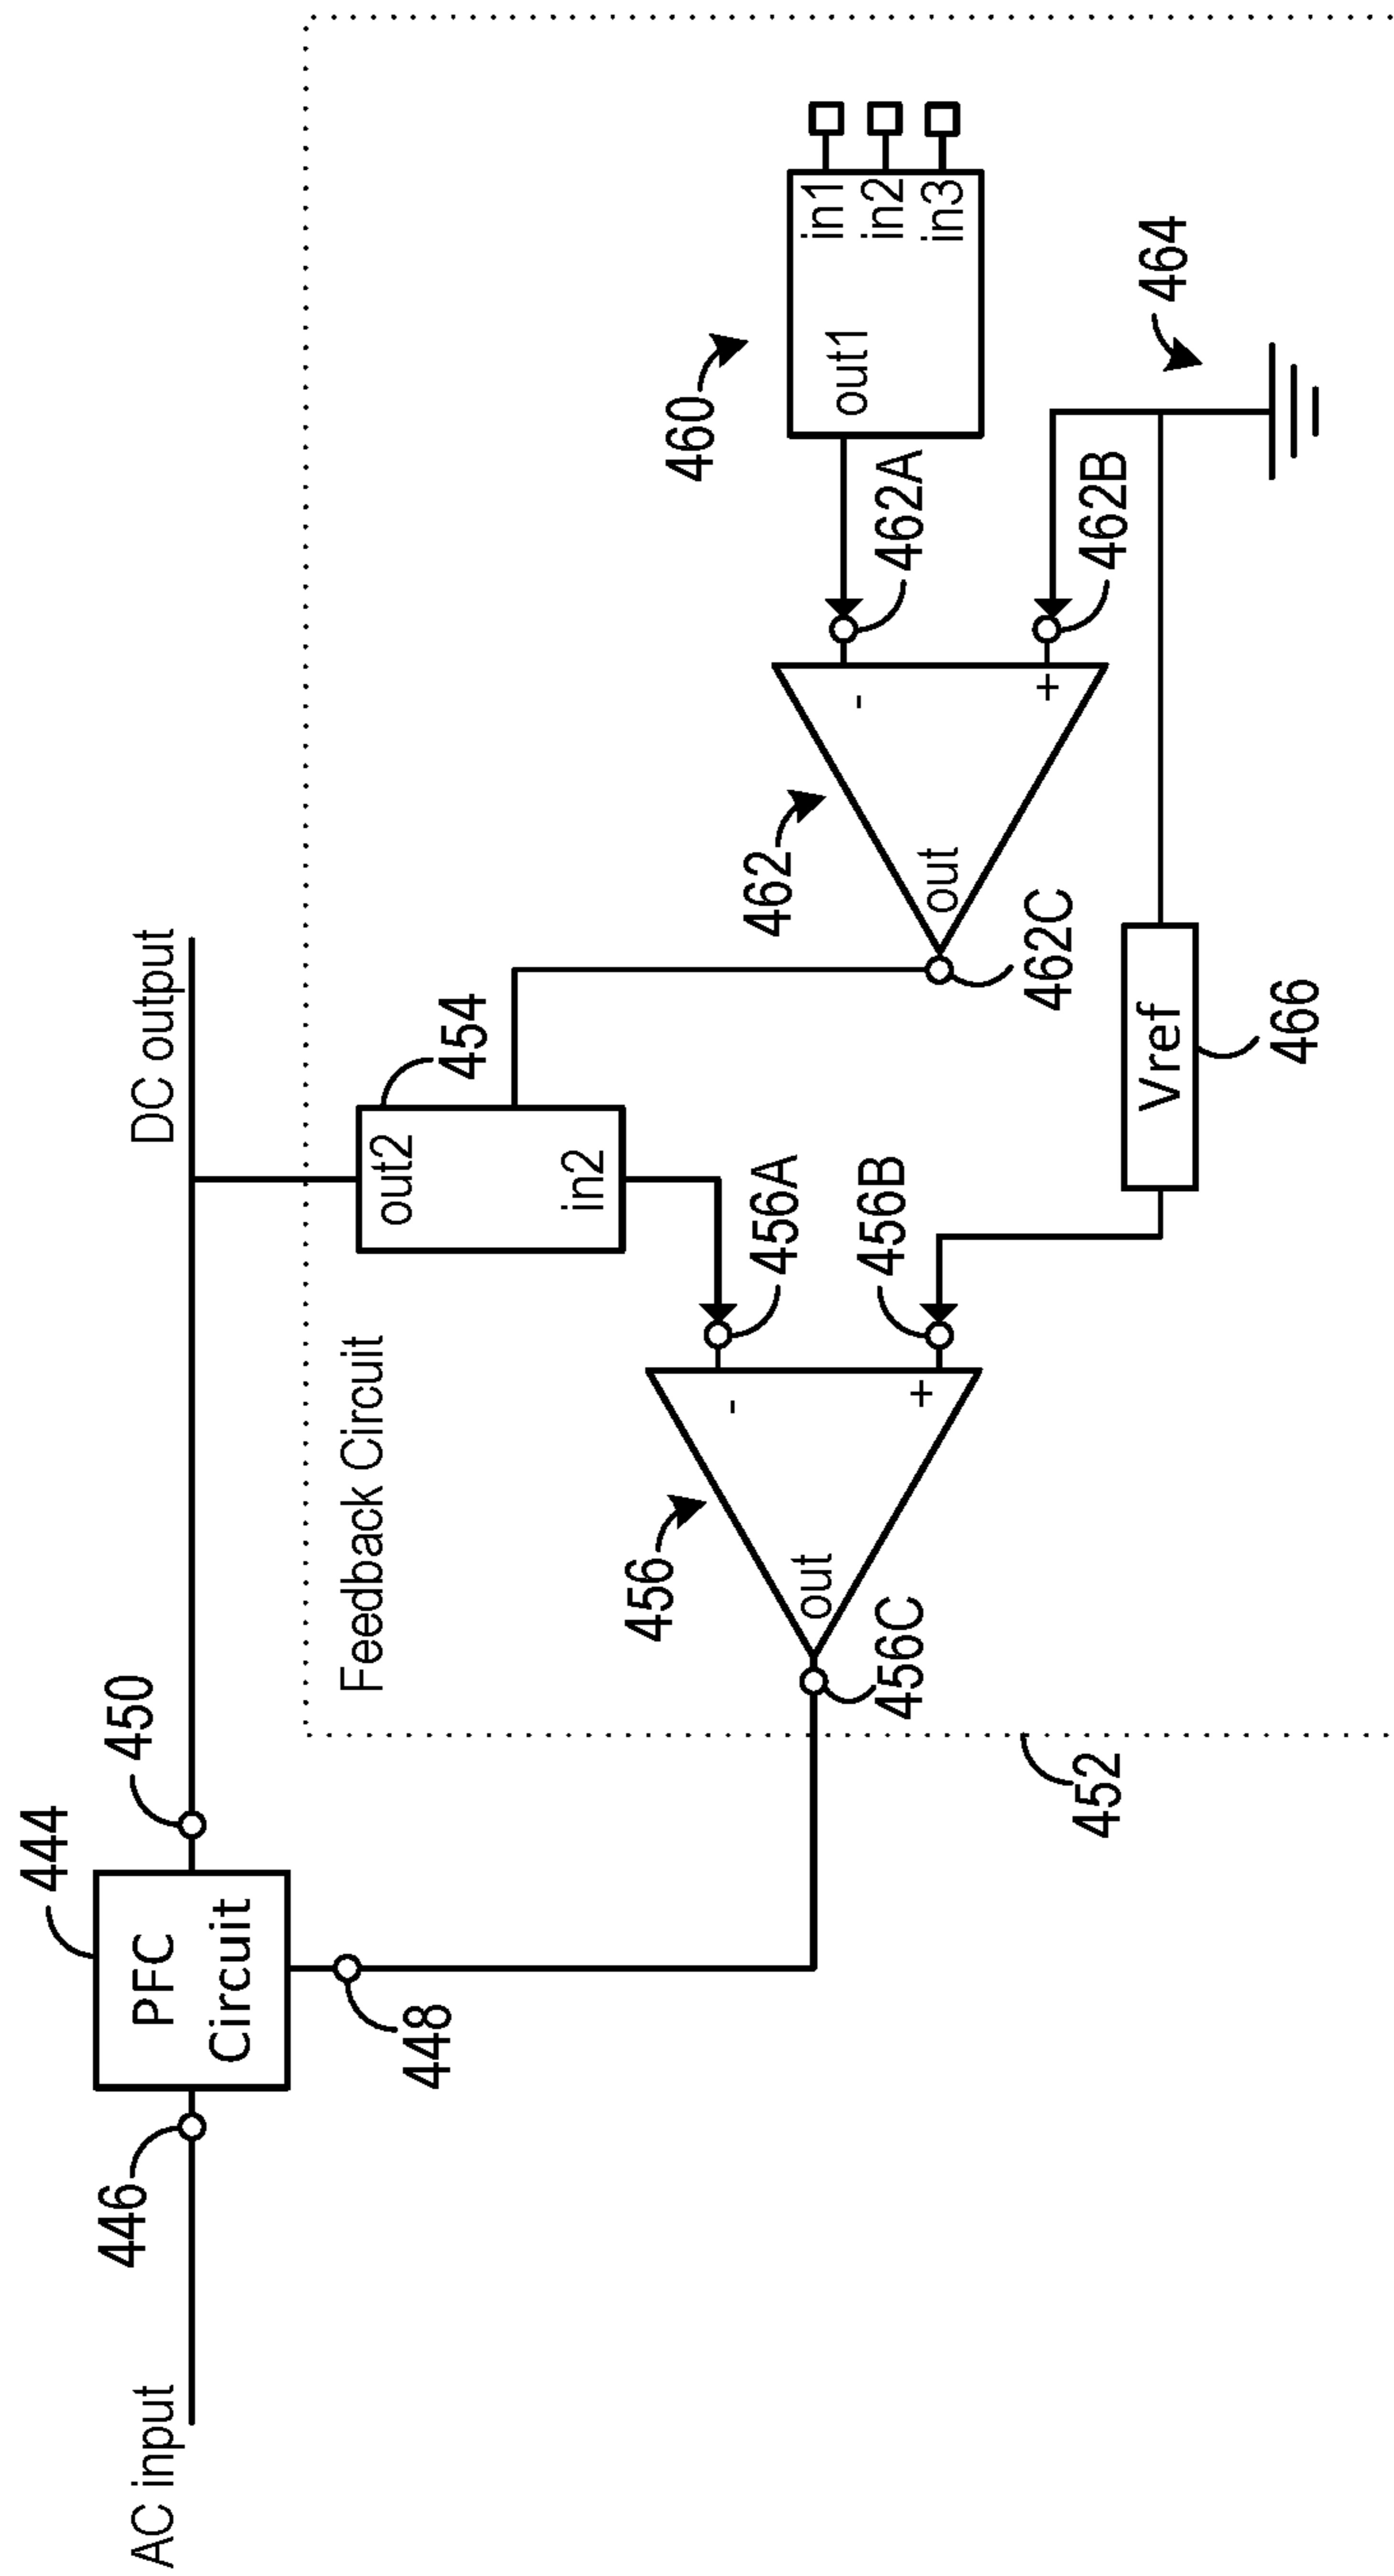 AC input
446
444
PFC
Circuit
450
448
DC output
Feedback Circuit
452
out2
in2
454
456
456A
456B
456C
-
+
out
460
out1
in1
in2
in3
462
462A
462B
462C
-
+
out
464
Vref
466